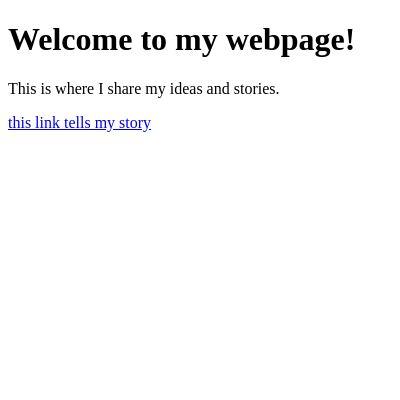 Welcome to my webpage!
This is where I share my ideas and stories.
this link tells my story